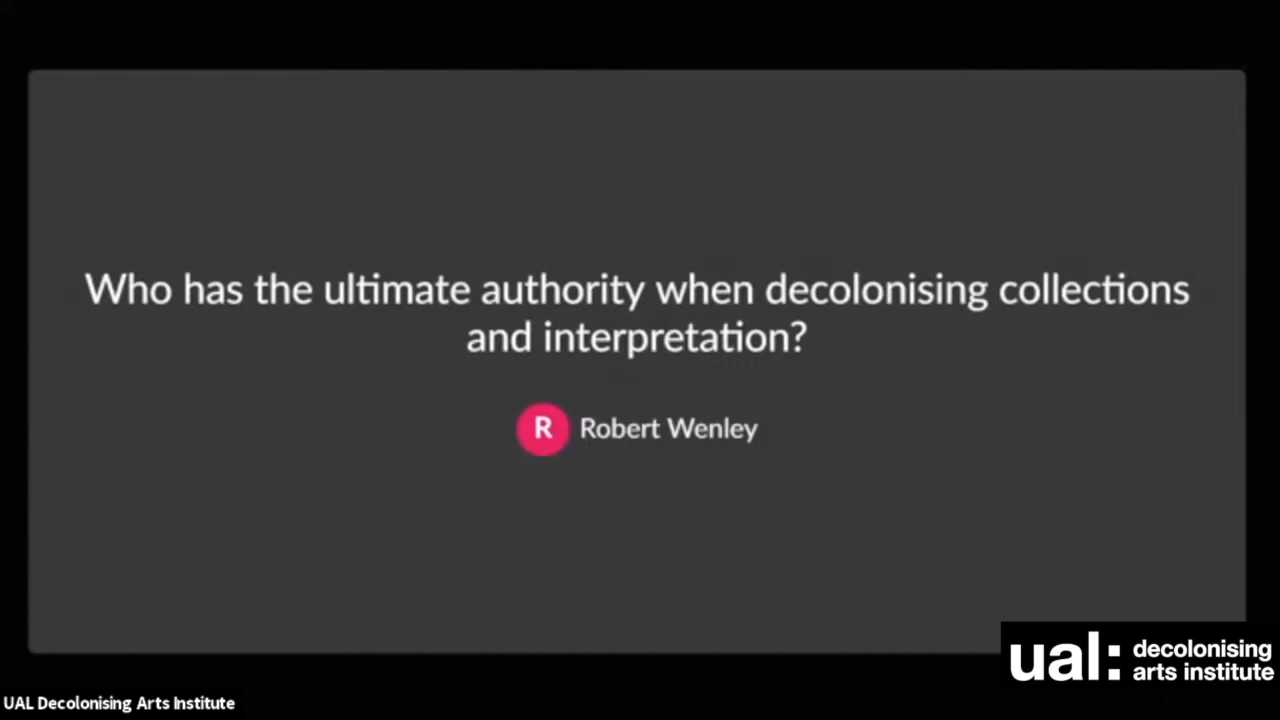 Who has the ultimate authority when decolonising collections
and interpretation?
R Robert Wenley
ual: decolonising
arts institute
UAL Decolonising Arts Institute